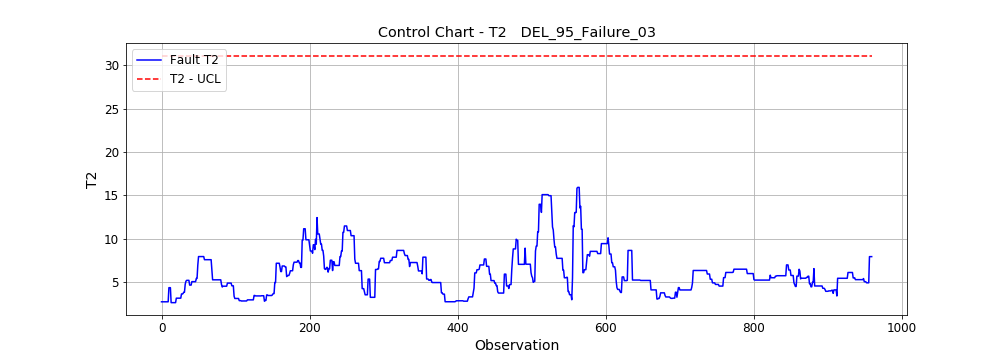 Control Chart - T2   DEL_95_Failure_03
Fault T2
T2 - UCL
30
25
20
15
10
5
T2
0 200 400 600 800 1000
Observation